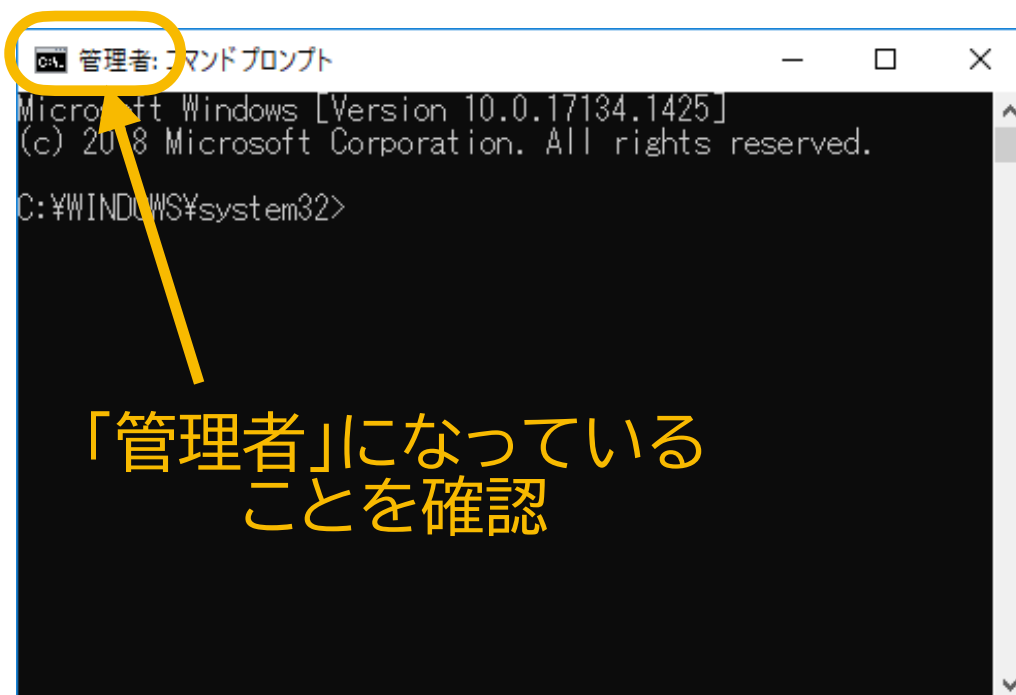 管理者: コマンド プロンプト
Microsoft Windows [Version 10.0.17134.1425]
(c) 2018 Microsoft Corporation. All rights reserved.
C:¥WINDOWS¥system32>
「管理者」になっている
ことを確認